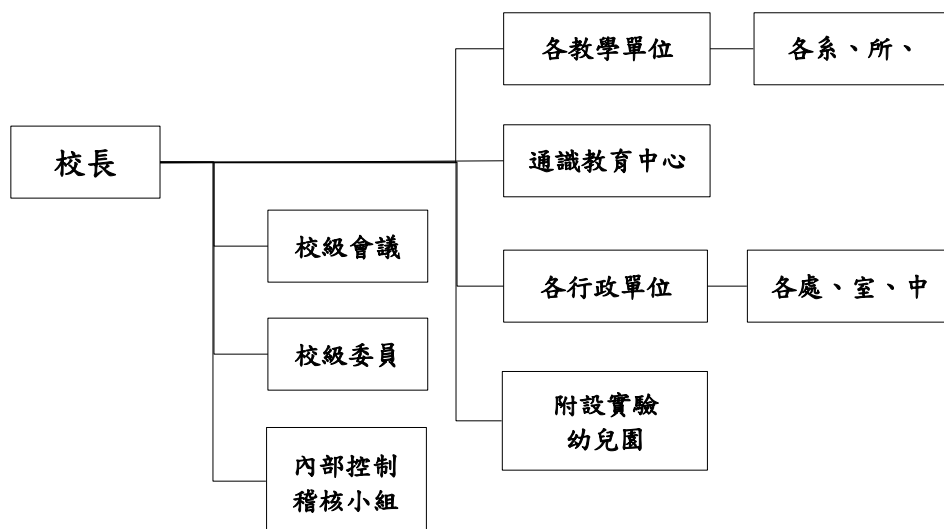 各教學單位
各系、所、
校長
通識教育中心
校級會議
各行政單位
各處、室、中
校級委員
附設實驗
幼兒園
內部控制
稽核小組